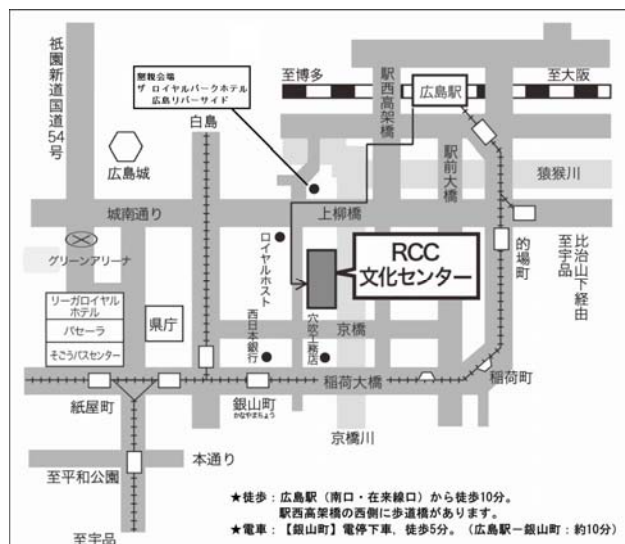 祇園新道国道54号
懇親会場
ザ ロイヤルパークホテル
広島リバーサイド
至博多
駅西高架橋
広島駅
至大阪
白島
広島城
駅前大橋
猿猴川
城南通り
上柳橋
グリーンアリーナ
ロイヤルホスト
RCC
文化センター
的場町
比治山下経由
至宇品
リーガロイヤル
ホテル
パセーラ
そごうバスセンター
県庁
西日本銀行
穴吹工務店
京橋
紙屋町
銀山町
かなやまちょう
稲荷大橋
稲荷町
京橋川
本通り
至平和公園
至宇品
★徒歩：広島駅（南口・在来線口）から徒歩10分。
駅西高架橋の西側に歩道橋があります。
★電車：【銀山町】電停下車、徒歩5分。（広島駅ー銀山町：約10分）